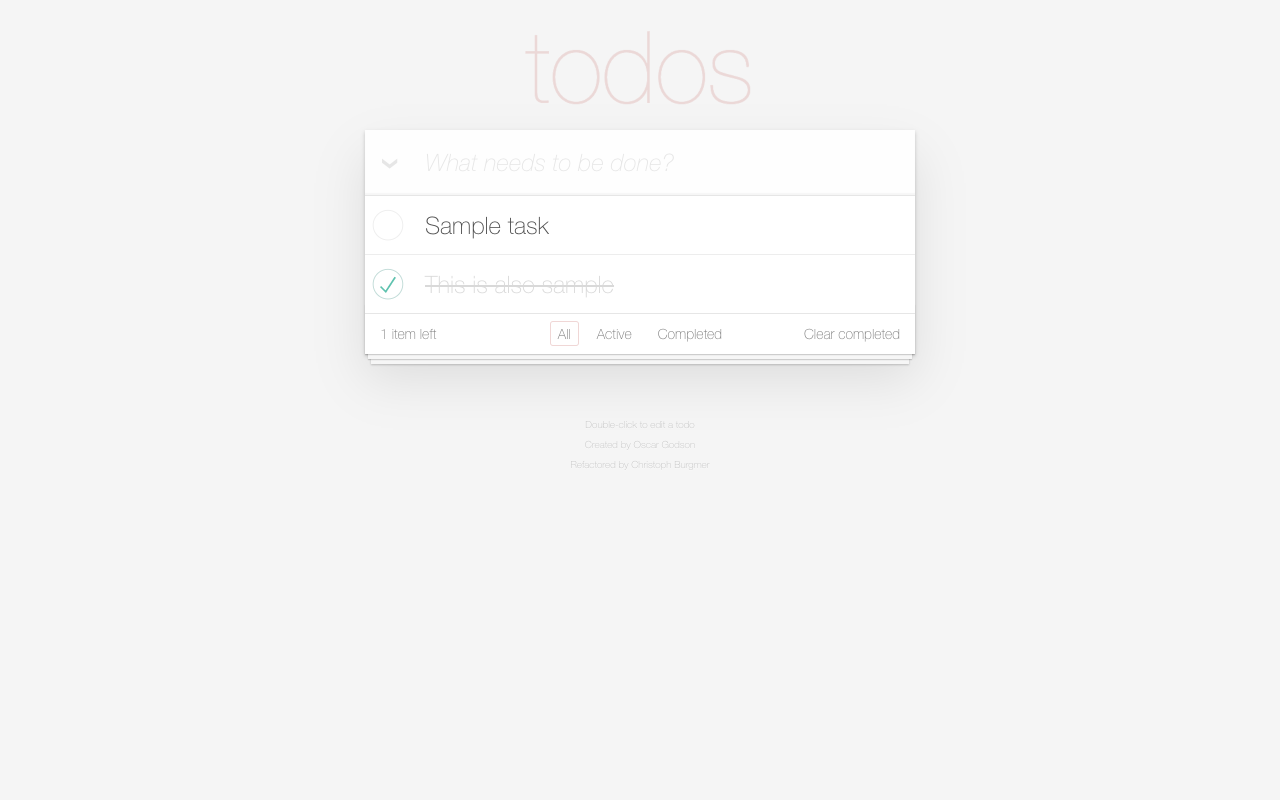 todos
What needs to be done?
Sample task
This is also sample
1 item left
All
Active
Completed
Clear completed
Double-click to edit a todo
Created by Oscar Godson
Refactored by Christoph Burgmer